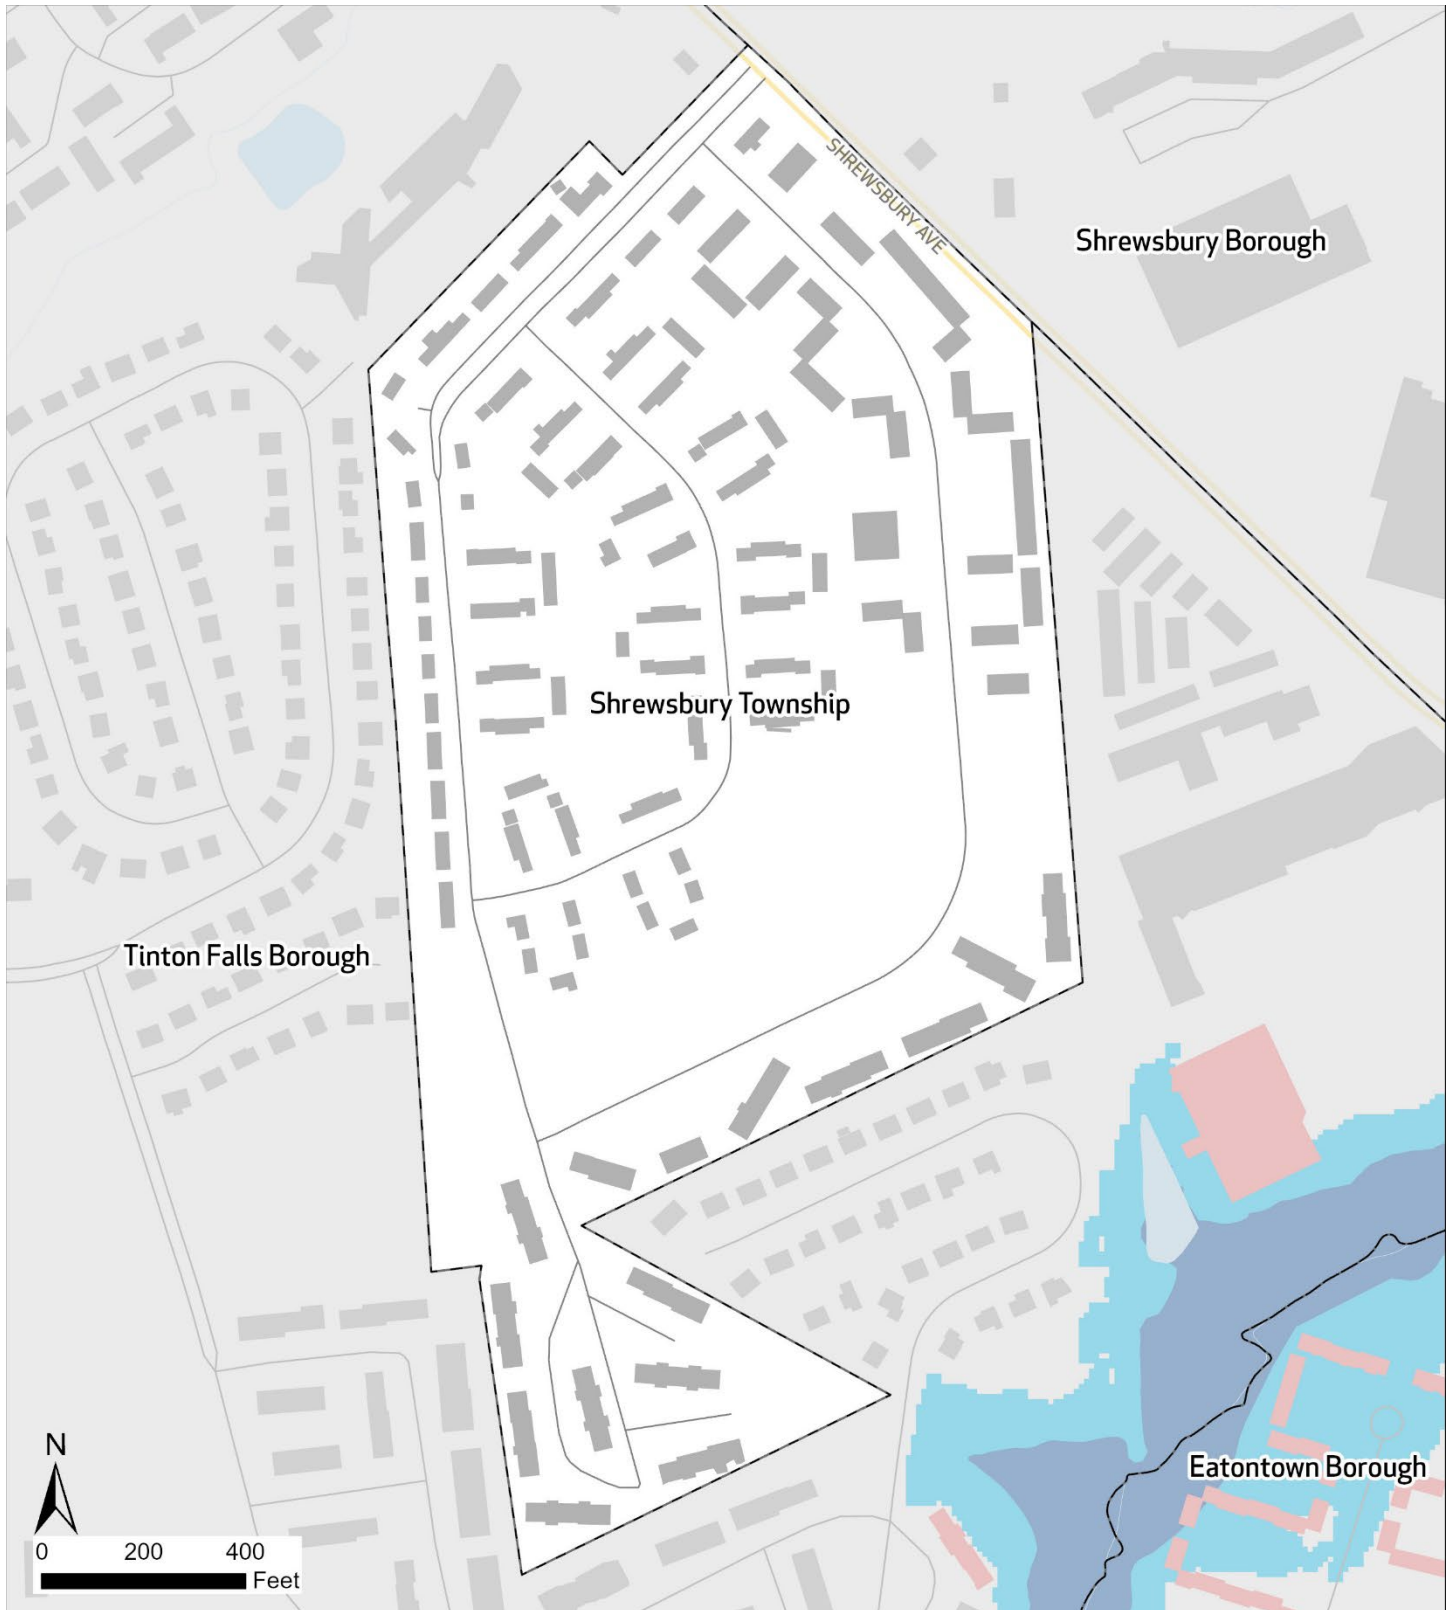 SHREWSBURY AVE
Shrewsbury Borough
Shrewsbury Township
Tinton Falls Borough
Eatontown Borough
N
0 200 400
Feet